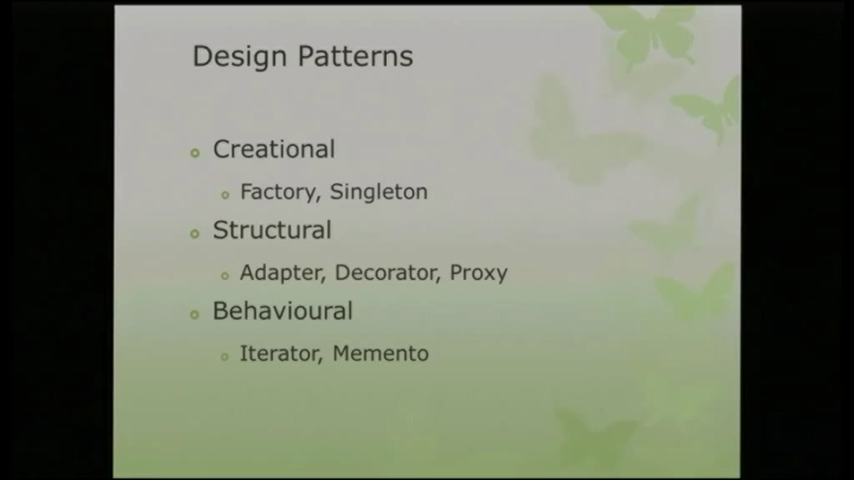 Design Patterns
Creational
Factory, Singleton
Structural
Adapter, Decorator, Proxy
Behavioural
Iterator, Memento